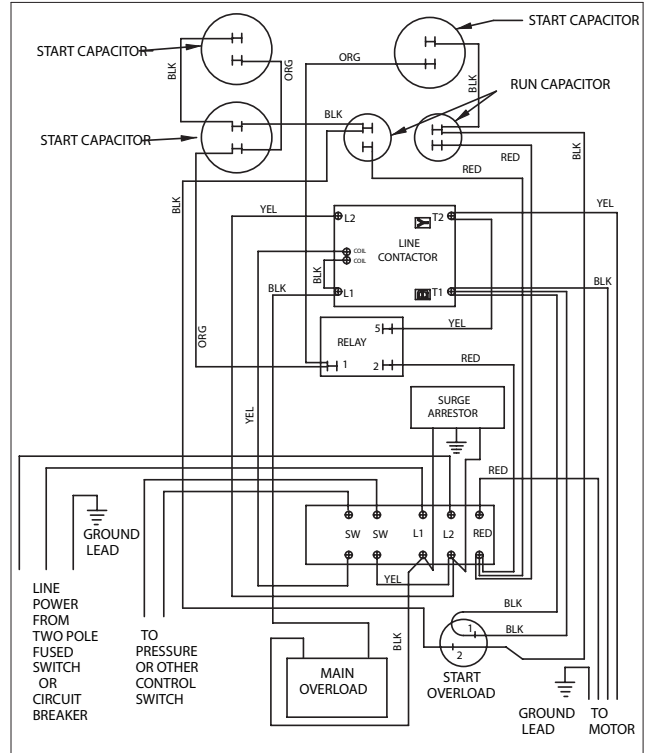 START CAPACITOR
START CAPACITOR
ORG
BLK
ORG
BLK
RUN CAPACITOR
BLK
START CAPACITOR
RED
RED
BLK
BLK
YEL
YEL
L2
Y
T2
COIL
COIL
LINE
CONTACTOR
BLK
BLK
L1
T1
BLK
5
YEL
RELAY
ORG
1
2
RED
YEL
SURGE
ARRESTOR
RED
SW
SW
L1
L2
RED
GROUND
LEAD
YEL
LINE
POWER
FROM
TWO POLE
FUSED
SWITCH
OR
CIRCUIT
BREAKER
TO
PRESSURE
OR OTHER
CONTROL
SWITCH
BLK
BLK
1
BLK
2
MAIN
OVERLOAD
START
OVERLOAD
GROUND
LEAD
TO
MOTOR